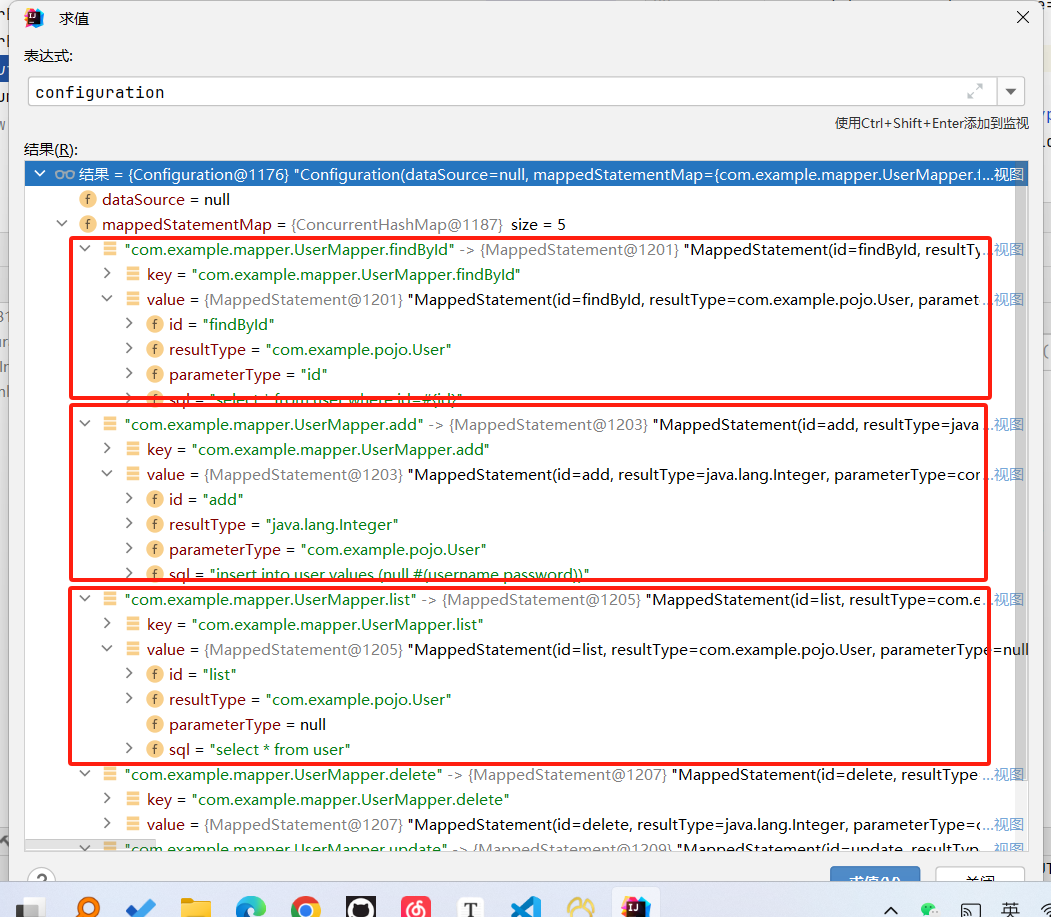 求值
表达式:
configuration
使用Ctrl+Shift+Enter添加到监视
结果(R):
结果 = {Configuration@1176} "Configuration(dataSource=null, mappedStatementMap={com.example.mapper.UserMapper.f...视图
dataSource = null
mappedStatementMap = {ConcurrentHashMap@1187} size = 5
"com.example.mapper.UserMapper.findById" -> {MappedStatement@1201} "MappedStatement(id=findById, resultTy...视图
key = "com.example.mapper.UserMapper.findById"
value = {MappedStatement@1201} "MappedStatement(id=findById, resultType=com.example.pojo.User, paramet...视图
id = "findById"
resultType = "com.example.pojo.User"
parameterType = "id"
sql = "select * from user where id=#{id}"
"com.example.mapper.UserMapper.add" -> {MappedStatement@1203} "MappedStatement(id=add, resultType=java...视图
key = "com.example.mapper.UserMapper.add"
value = {MappedStatement@1203} "MappedStatement(id=add, resultType=java.lang.Integer, parameterType=con...视图
id = "add"
resultType = "java.lang.Integer"
parameterType = "com.example.pojo.User"
sql = "insert into user values (null,#{username,password})"
"com.example.mapper.UserMapper.list" -> {MappedStatement@1205} "MappedStatement(id=list, resultType=com.e...视图
key = "com.example.mapper.UserMapper.list"
value = {MappedStatement@1205} "MappedStatement(id=list, resultType=com.example.pojo.User, parameterType=null
id = "list"
resultType = "com.example.pojo.User"
parameterType = null
sql = "select * from user"
"com.example.mapper.UserMapper.delete" -> {MappedStatement@1207} "MappedStatement(id=delete, resultType...视图
key = "com.example.mapper.UserMapper.delete"
value = {MappedStatement@1207} "MappedStatement(id=delete, resultType=java.lang.Integer, parameterType=c...视图
"com.example.mapper.UserMapper.update" -> {MappedStatement@1209} "MappedStatement(id=update, resultTyp...视图
?
求值(V)
关闭
英